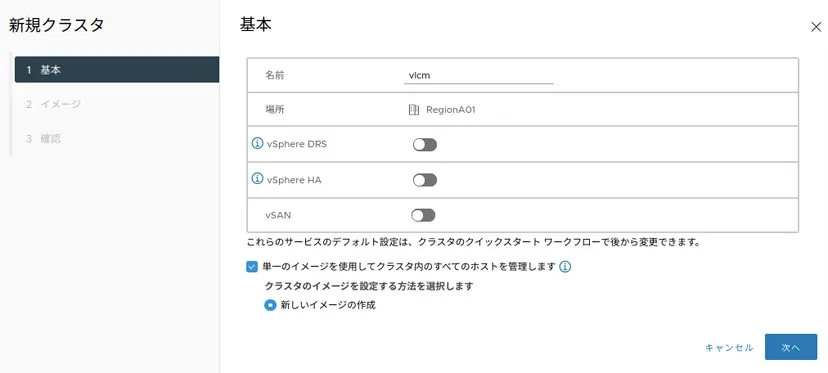 新規クラスタ
1 基本
2 イメージ
3 確認
基本
名前 vlcm
場所 RegionA01
vSphere DRS
vSphere HA
vSAN
これらのサービスのデフォルト設定は、クラスタのクイックスタート ワークフローで後から変更できます。
単一のイメージを使用してクラスタ内のすべてのホストを管理します
クラスタのイメージを設定する方法を選択します
新しいイメージの作成
キャンセル 次へ